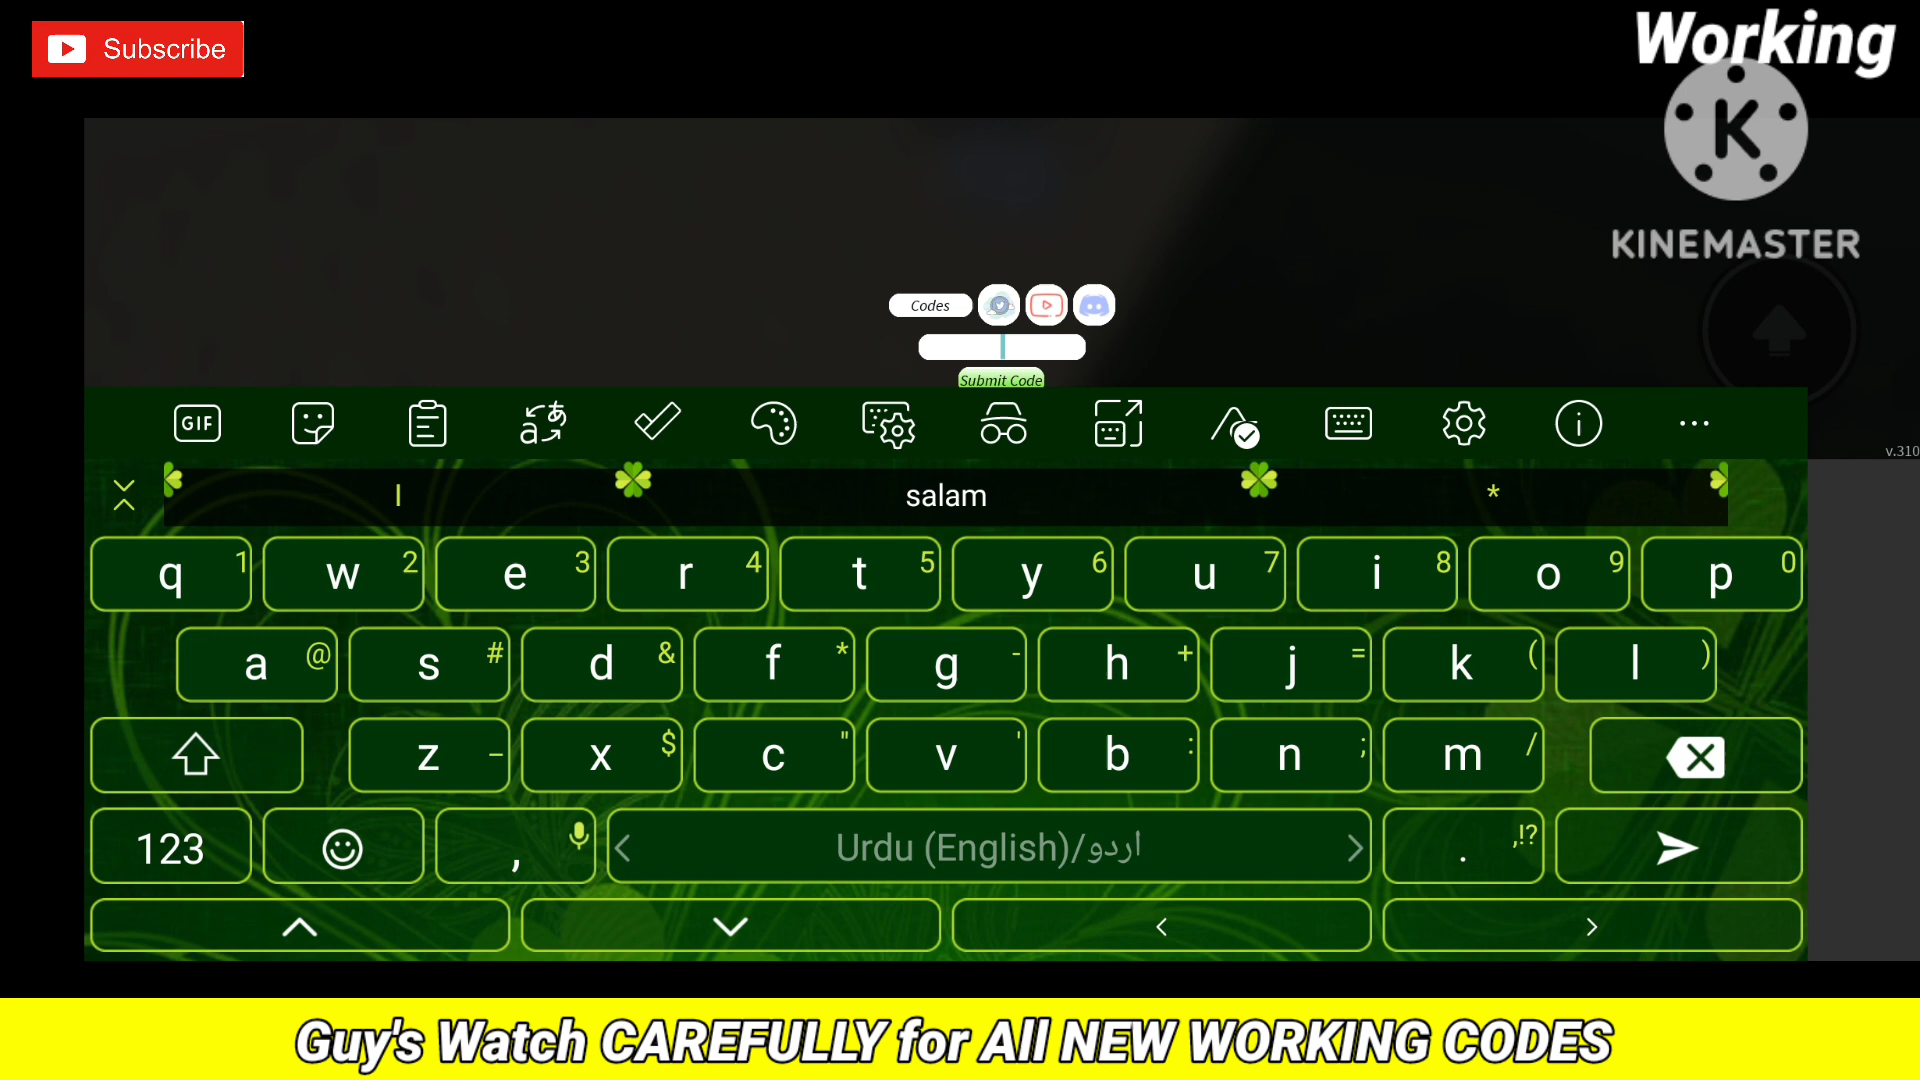 Subscribe
Working
KINEMASTER
Codes
Submit Code
GIF
v.310
I salam *
q 1 w 2 e 3 r 4 t 5 y 6 u 7 i 8 o 9 p 0
a @ s # d & f * g - h + j = k ( l )
z _ x $ c " v ' b : n ; m /
123 , Urdu (English)/اردو . ,!?
Guy's Watch CAREFULLY for All NEW WORKING CODES